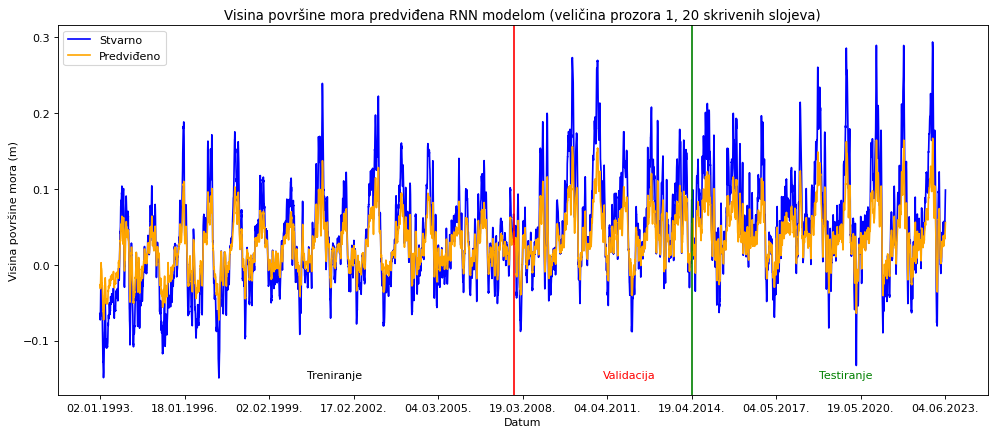 Visina površine mora predviđena RNN modelom (veličina prozora 1, 20 skrivenih slojeva)
Stvarno
Predviđeno
Visina površine mora (m)
0.3
0.2
0.1
0.0
−0.1
Treniranje
Validacija
Testiranje
02.01.1993.
18.01.1996.
02.02.1999.
17.02.2002.
04.03.2005.
19.03.2008.
04.04.2011.
19.04.2014.
04.05.2017.
19.05.2020.
04.06.2023.
Datum